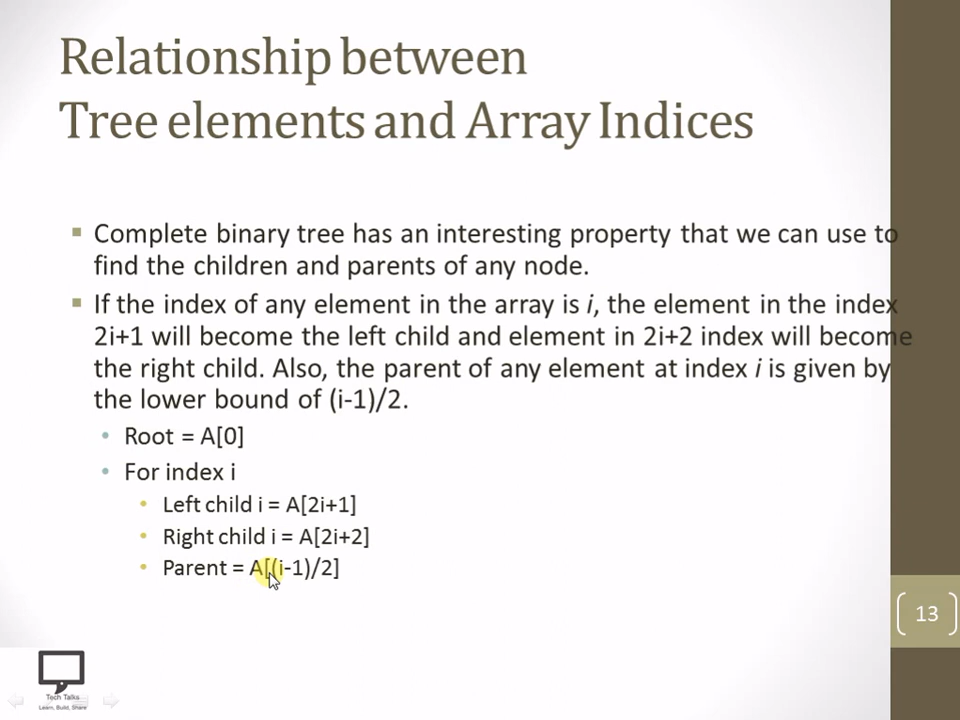 Relationship between
Tree elements and Array Indices
Complete binary tree has an interesting property that we can use to
find the children and parents of any node.
If the index of any element in the array is i, the element in the index
2i+1 will become the left child and element in 2i+2 index will become
the right child. Also, the parent of any element at index i is given by
the lower bound of (i-1)/2.
Root = A[0]
For index i
Left child i = A[2i+1]
Right child i = A[2i+2]
Parent = A[(i-1)/2]
13
Tech Talks
Learn, Build, Share